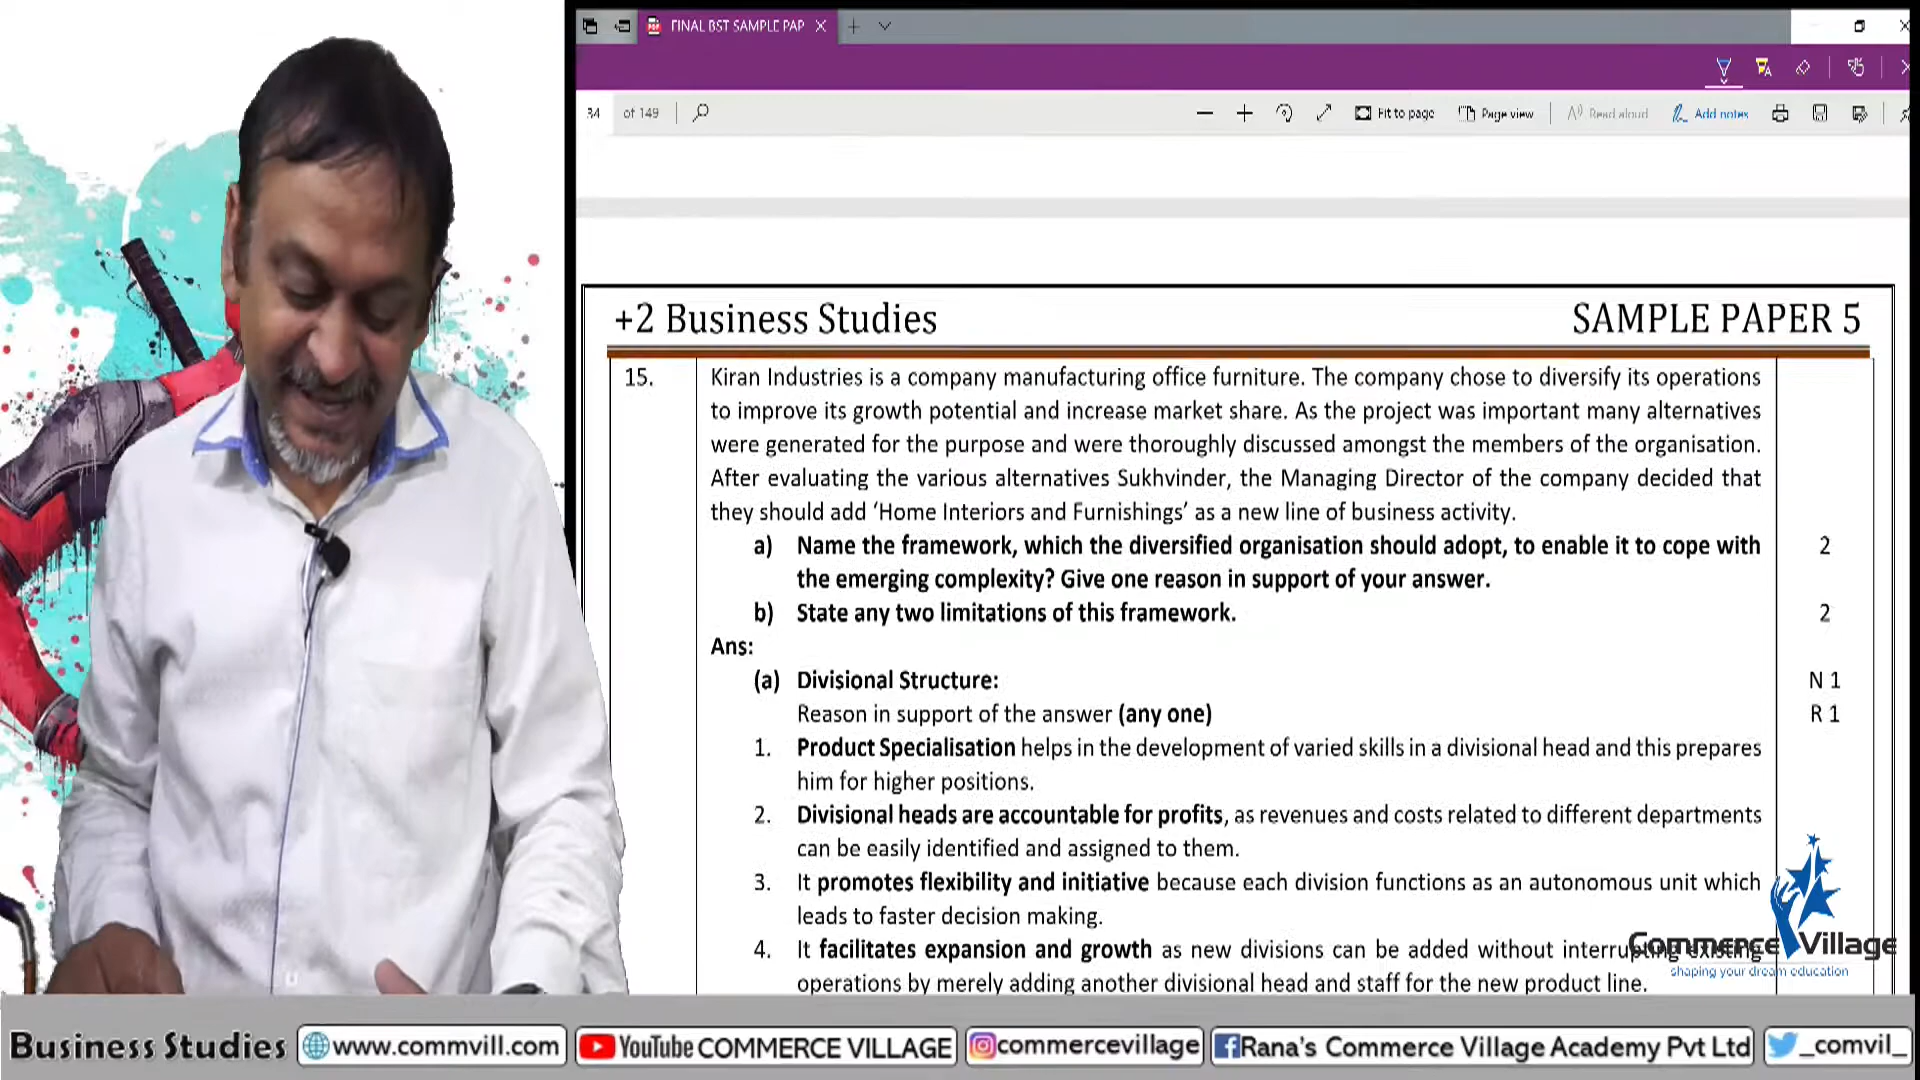 FINAL BST SAMPLE PAP
34 of 149
Fit to page
Page view
Read aloud
Add notes
+2 Business Studies
SAMPLE PAPER 5
15. Kiran Industries is a company manufacturing office furniture. The company chose to diversify its operations
to improve its growth potential and increase market share. As the project was important many alternatives
were generated for the purpose and were thoroughly discussed amongst the members of the organisation.
After evaluating the various alternatives Sukhvinder, the Managing Director of the company decided that
they should add ‘Home Interiors and Furnishings’ as a new line of business activity.
a) Name the framework, which the diversified organisation should adopt, to enable it to cope with 2
the emerging complexity? Give one reason in support of your answer.
b) State any two limitations of this framework. 2
Ans:
(a) Divisional Structure: N 1
Reason in support of the answer (any one) R 1
1. Product Specialisation helps in the development of varied skills in a divisional head and this prepares
him for higher positions.
2. Divisional heads are accountable for profits, as revenues and costs related to different departments
can be easily identified and assigned to them.
3. It promotes flexibility and initiative because each division functions as an autonomous unit which
leads to faster decision making.
4. It facilitates expansion and growth as new divisions can be added without interrupting existing
operations by merely adding another divisional head and staff for the new product line.
Commerce Village
shaping your dream education
Business Studies
www.commvill.com
YouTube COMMERCE VILLAGE
commercevillage
Rana's Commerce Village Academy Pvt Ltd
_comvil_